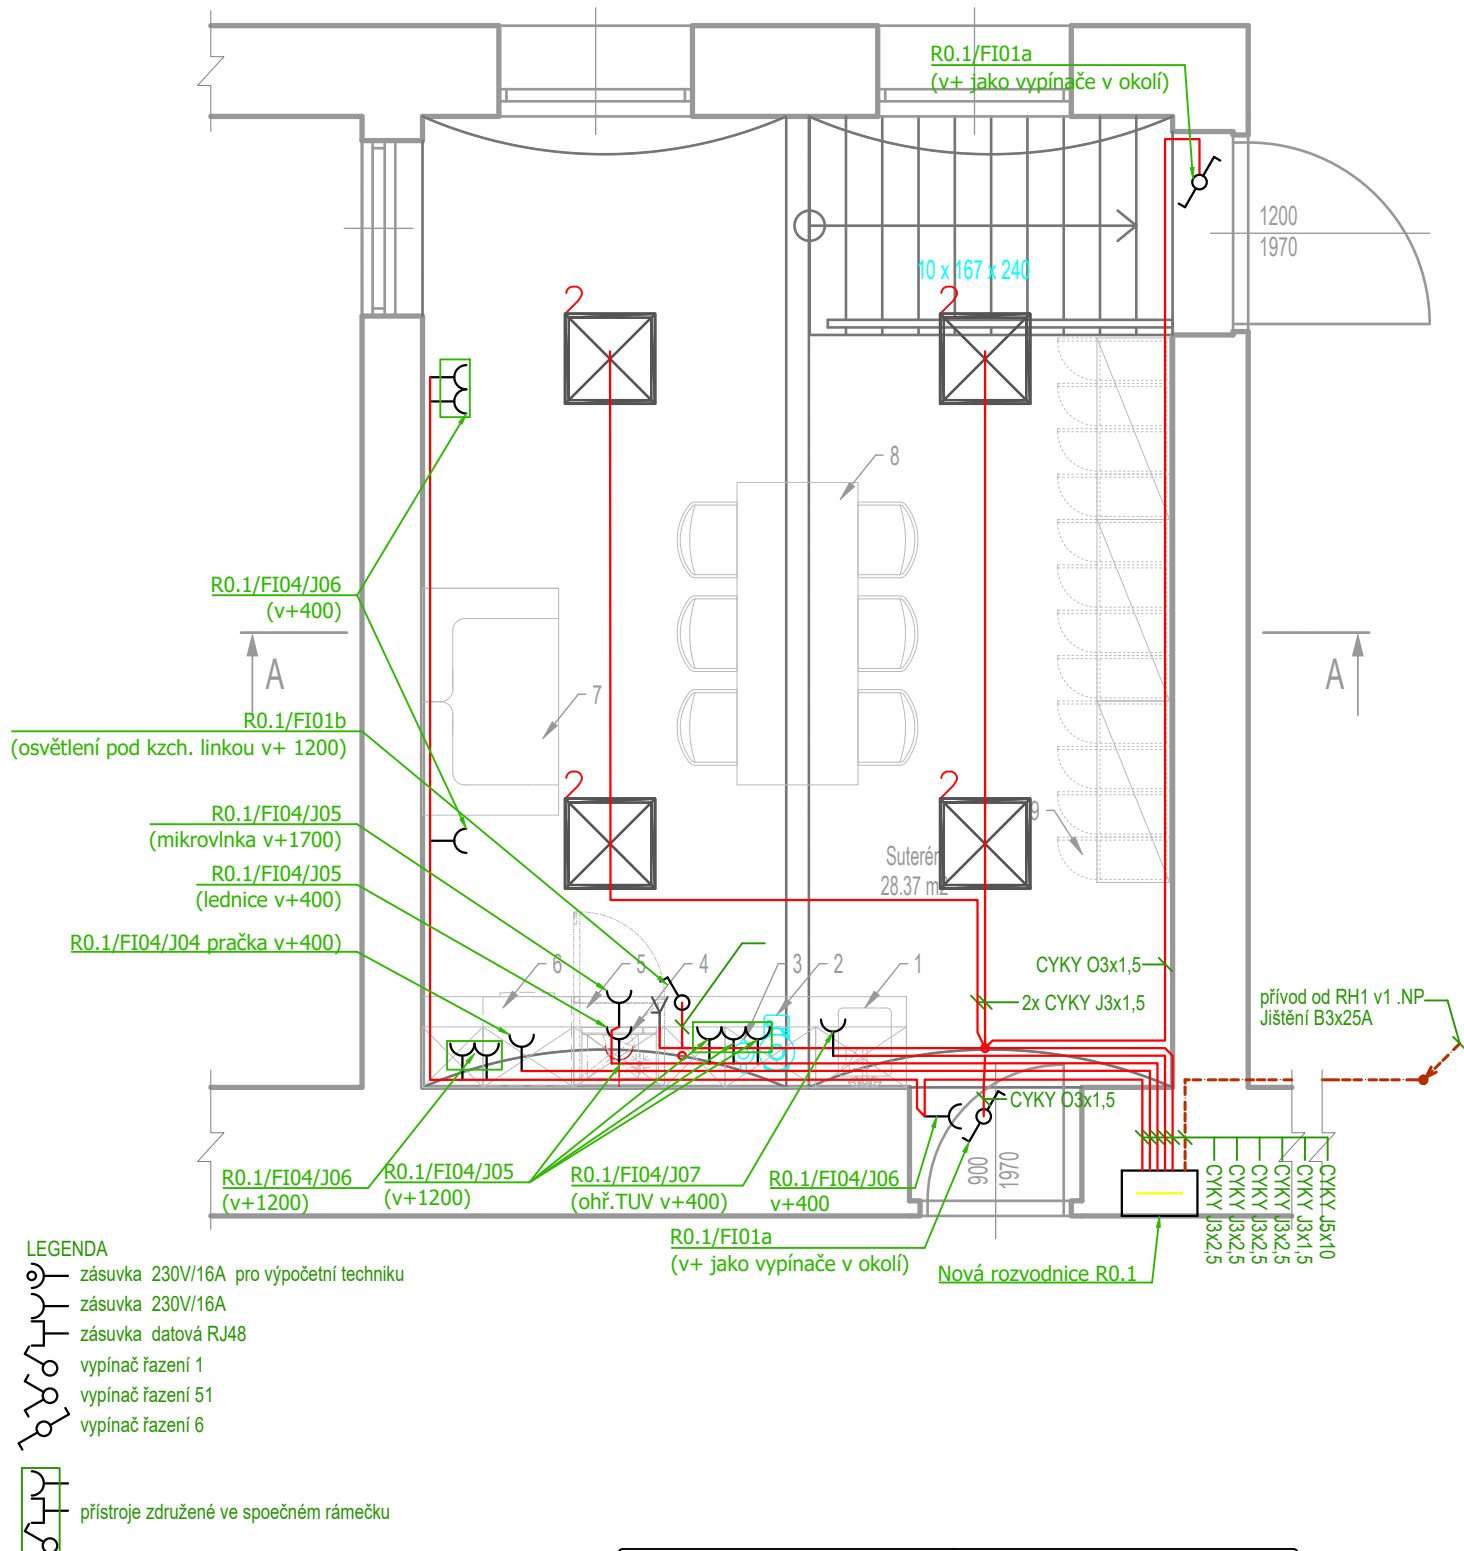 R0.1/FI01a
(v+ jako vypínače v okolí)
1200
1970
10 x 167 x 240
2
2
8
R0.1/FI04/J06
(v+400)
A
A
7
R0.1/FI01b
(osvětlení pod kzch. linkou v+ 1200)
2
2
R0.1/FI04/J05
(mikrovlnka v+1700)
9
Suterén
28.37 m2
R0.1/FI04/J05
(lednice v+400)
R0.1/FI04/J04 pračka v+400)
6
5
4
3
2
1
CYKY O3x1,5
2x CYKY J3x1,5
přívod od RH1 v1 .NP
Jištění B3x25A
CYKY O3x1,5
900
1970
R0.1/FI04/J06
(v+1200)
R0.1/FI04/J05
(v+1200)
R0.1/FI04/J07
(ohř.TUV v+400)
R0.1/FI04/J06
v+400
CYKY J3x2,5
CYKY J3x2,5
CYKY J3x2,5
CYKY J3x2,5
CYKY J3x1,5
CYKY J5x10
R0.1/FI01a
(v+ jako vypínače v okolí)
Nová rozvodnice R0.1
LEGENDA
zásuvka 230V/16A pro výpočetní techniku
zásuvka 230V/16A
zásuvka datová RJ48
vypínač řazení 1
vypínač řazení 51
vypínač řazení 6
přístroje združené ve spoečném rámečku